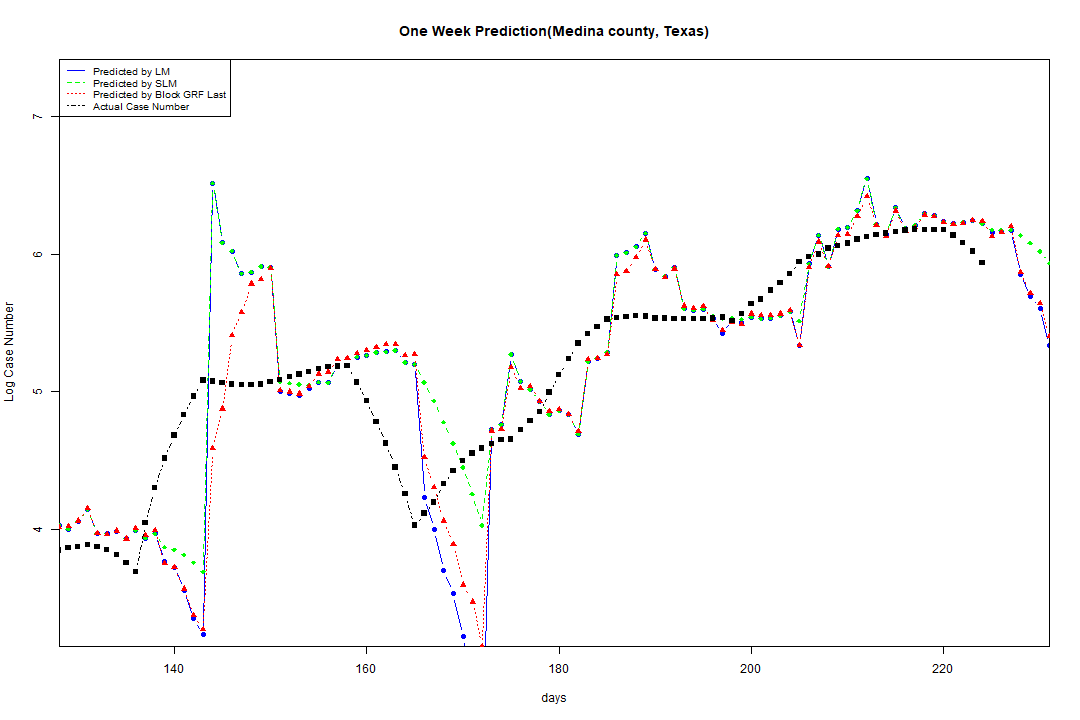 One Week Prediction(Medina county, Texas)
Predicted by LM
Predicted by SLM
Predicted by Block GRF Last
Actual Case Number
7
6
5
4
Log Case Number
140 160 180 200 220
days